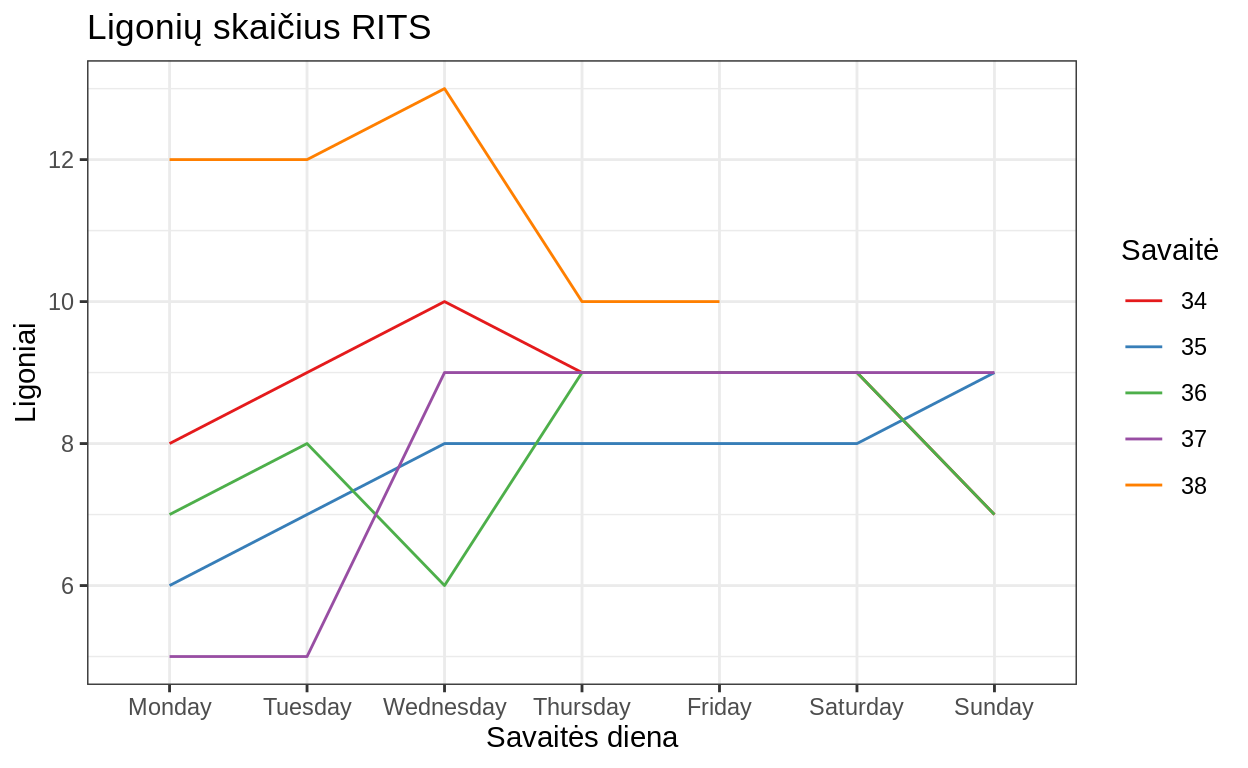 Ligonių skaičius RITS
12
10
8
6
Ligoniai
Monday Tuesday Wednesday Thursday Friday Saturday Sunday
Savaitės diena
Savaitė
34
35
36
37
38